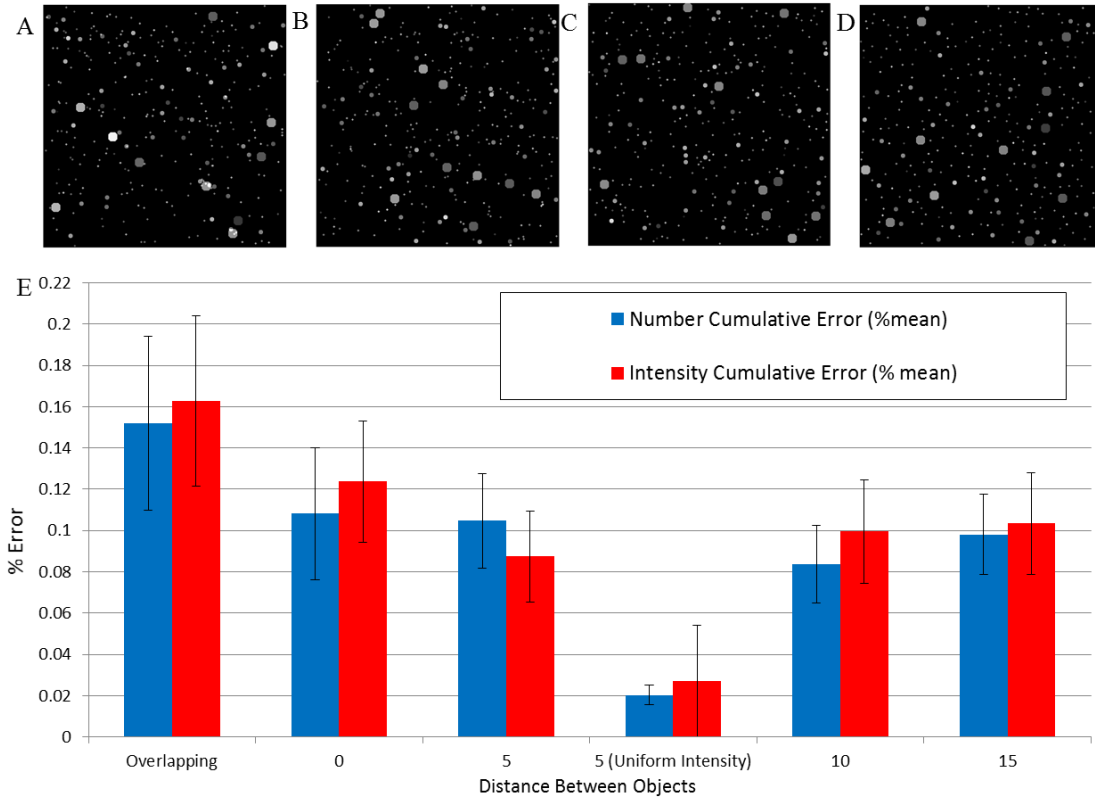 A
B
C
D
E
0.22
0.2
0.18
0.16
0.14
0.12
0.1
0.08
0.06
0.04
0.02
0
% Error
Number Cumulative Error (%mean)
Intensity Cumulative Error (% mean)
Overlapping
0
5
5 (Uniform Intensity)
10
15
Distance Between Objects